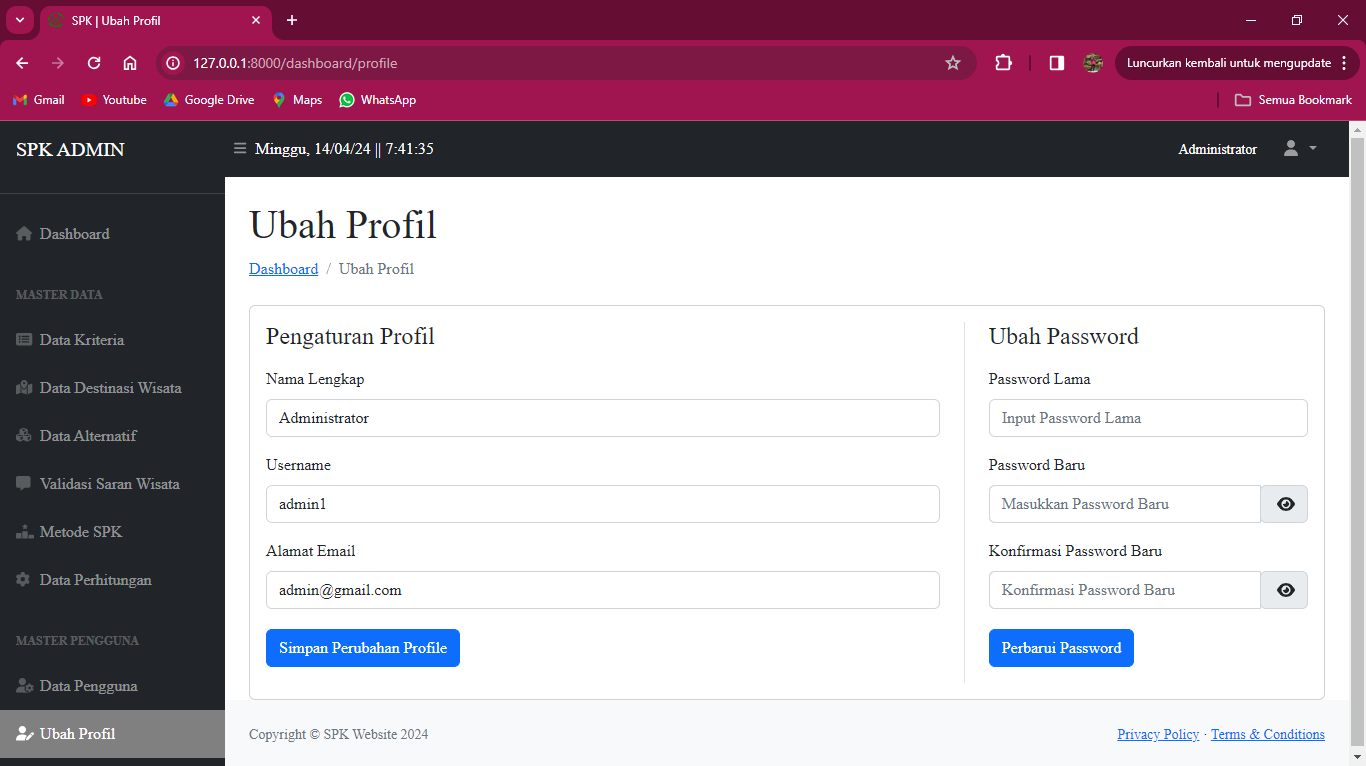 SPK | Ubah Profil
127.0.0.1:8000/dashboard/profile
Luncurkan kembali untuk mengupdate
Gmail
Youtube
Google Drive
Maps
WhatsApp
Semua Bookmark
SPK ADMIN
Minggu, 14/04/24 || 7:41:35
Administrator
Dashboard
MASTER DATA
Data Kriteria
Data Destinasi Wisata
Data Alternatif
Validasi Saran Wisata
Metode SPK
Data Perhitungan
MASTER PENGGUNA
Data Pengguna
Ubah Profil
Ubah Profil
Dashboard / Ubah Profil
Pengaturan Profil
Nama Lengkap
Administrator
Username
admin1
Alamat Email
admin@gmail.com
Simpan Perubahan Profile
Ubah Password
Password Lama
Input Password Lama
Password Baru
Masukkan Password Baru
Konfirmasi Password Baru
Konfirmasi Password Baru
Perbarui Password
Copyright © SPK Website 2024
Privacy Policy · Terms & Conditions